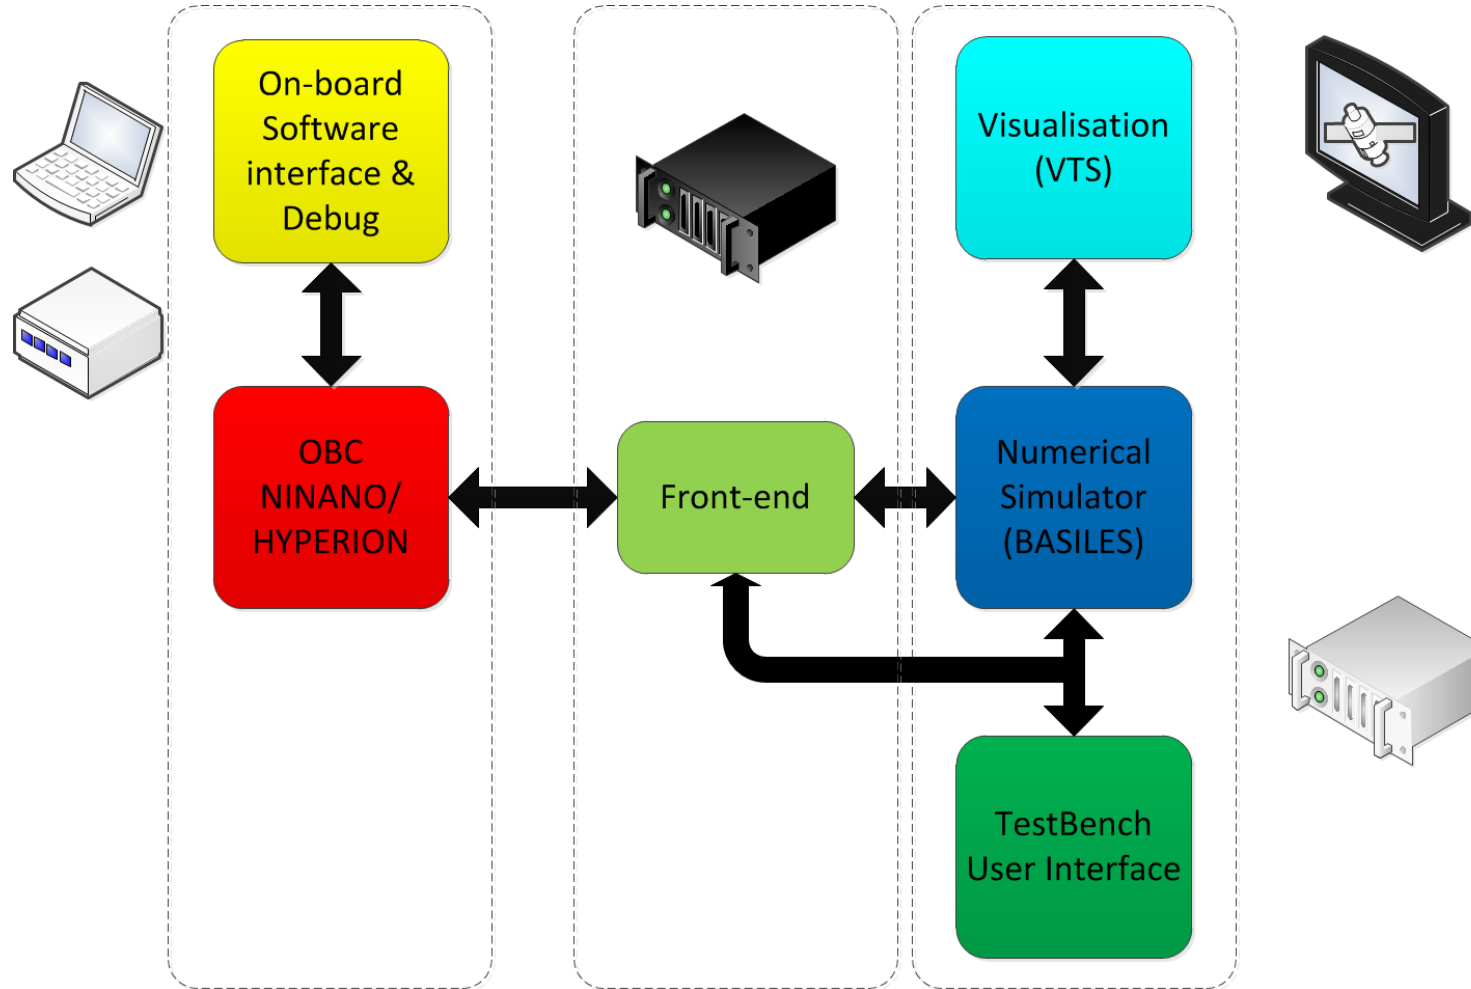 On-board
Software
interface &
Debug
Visualisation
(VTS)
OBC
NINANO/
HYPERION
Front-end
Numerical
Simulator
(BASILES)
TestBench
User Interface